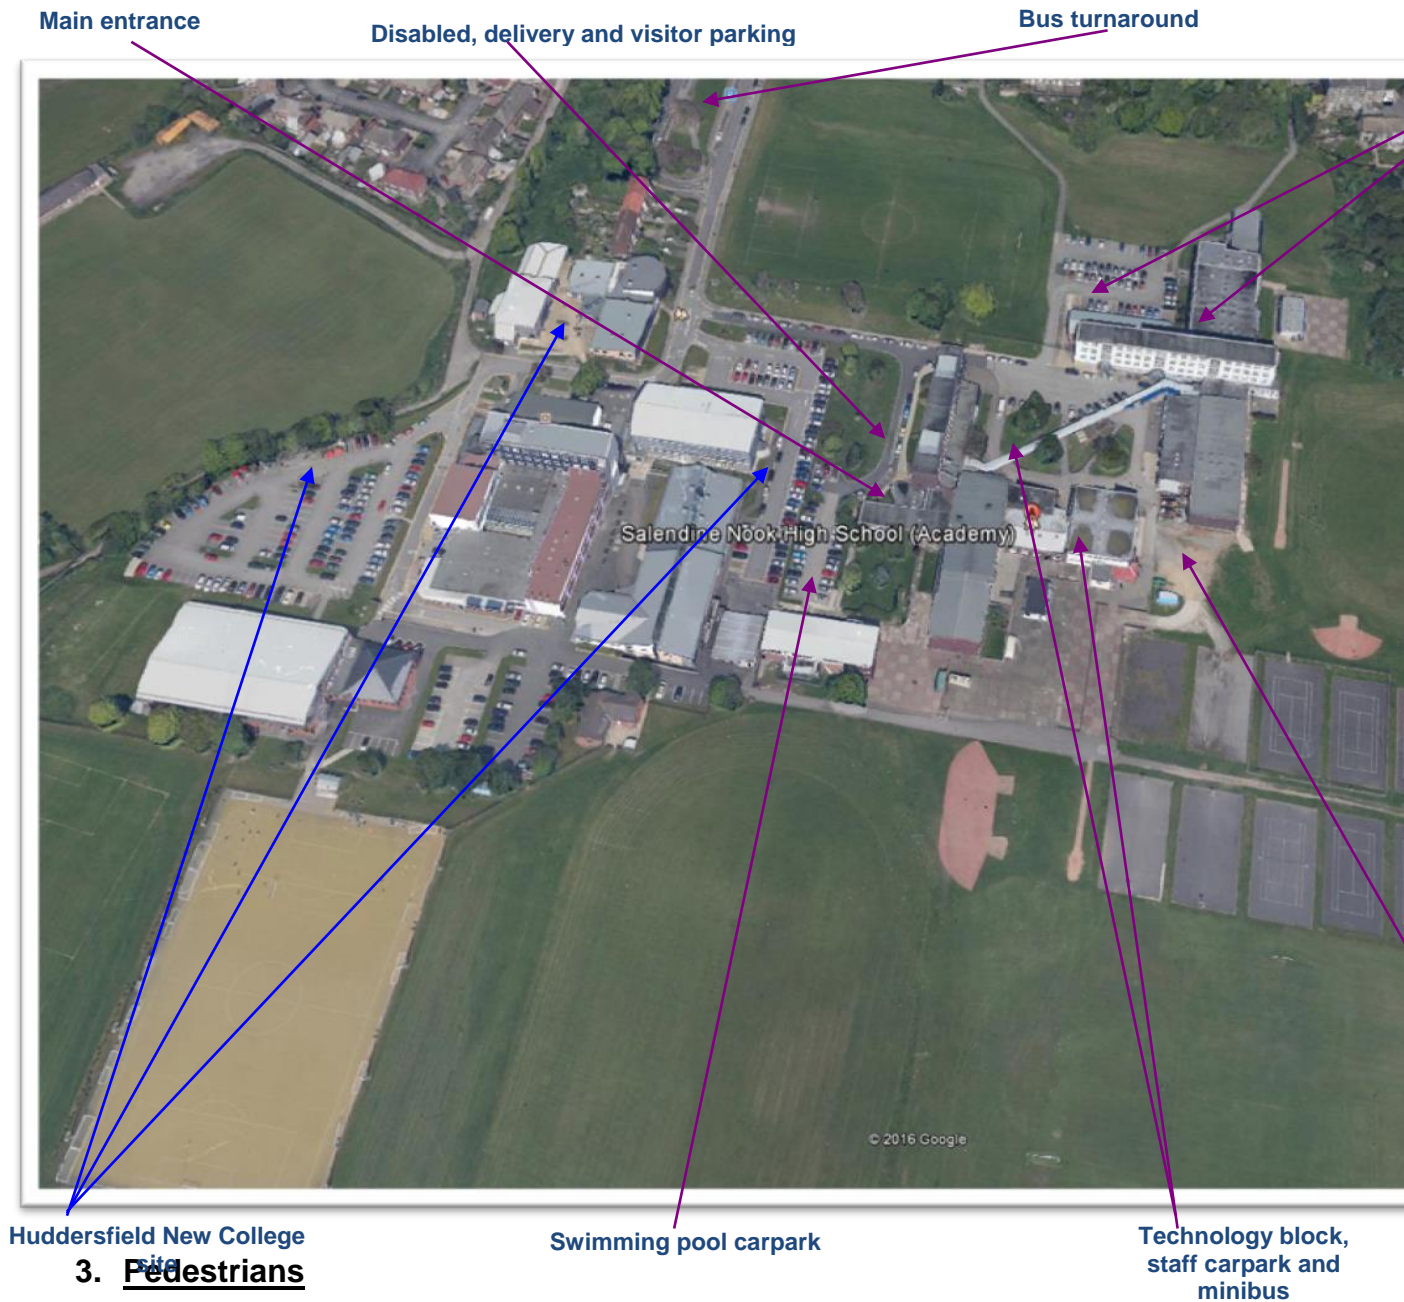 Main entrance
Disabled, delivery and visitor parking
Bus turnaround
Salendine Nook High School (Academy)
© 2016 Google
Huddersfield New College
site
Swimming pool carpark
Technology block,
staff carpark and
minibus
3. Pedestrians